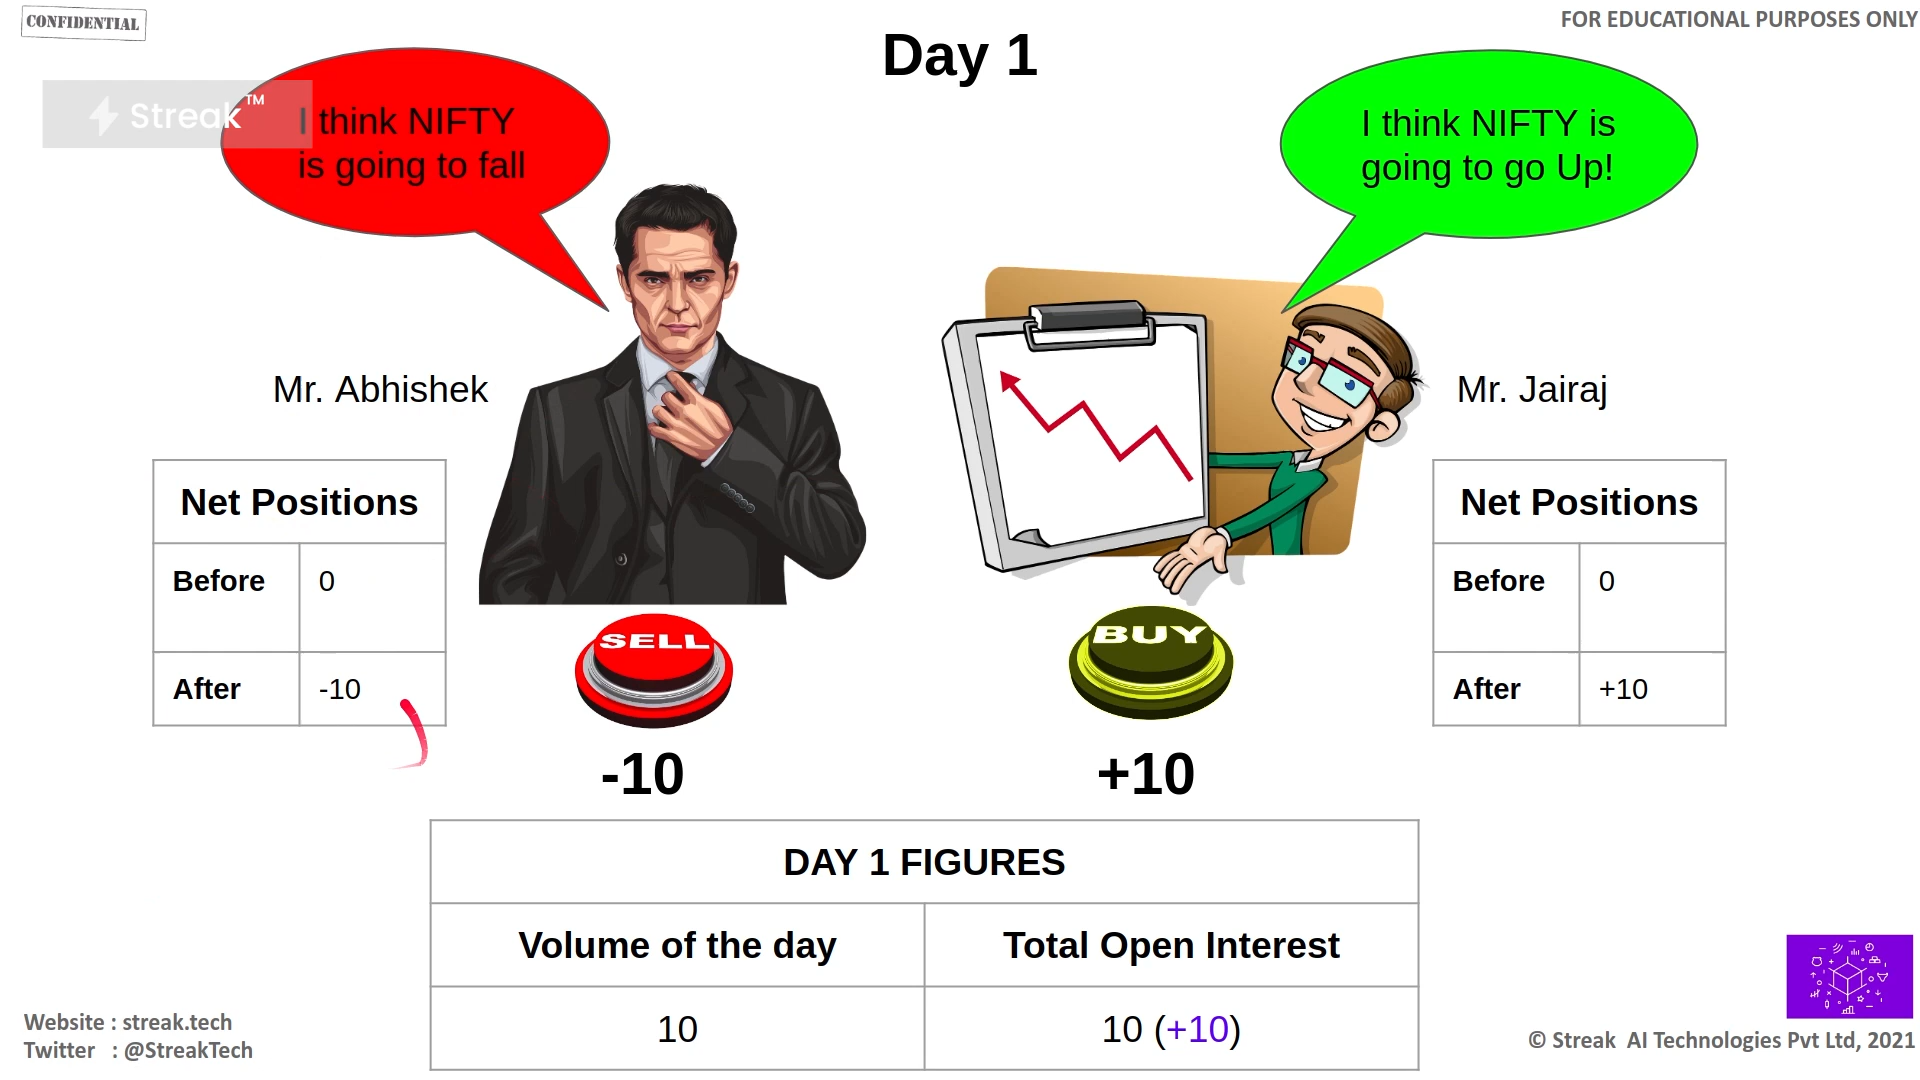 CONFIDENTIAL
FOR EDUCATIONAL PURPOSES ONLY
Day 1
Streak™
I think NIFTY
is going to fall
I think NIFTY is
going to go Up!
Mr. Abhishek
Mr. Jairaj
Net Positions
Before 0
After -10
Net Positions
Before 0
After +10
SELL
BUY
-10
+10
DAY 1 FIGURES
Volume of the day Total Open Interest
10 10 (+10)
Website : streak.tech
Twitter : @StreakTech
© Streak AI Technologies Pvt Ltd, 2021